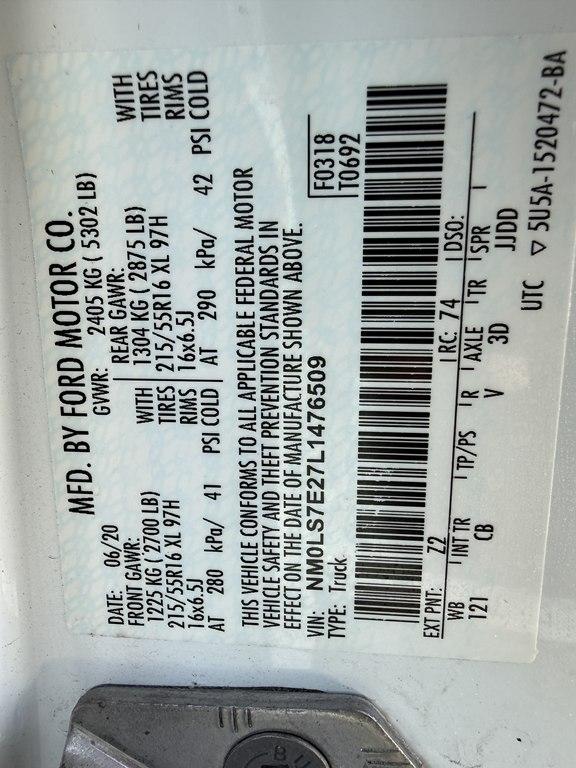 MFD. BY FORD MOTOR CO.
DATE: 06/20 GVWR: 2405 KG ( 5302 LB)
FRONT GAWR: REAR GAWR:
1225 KG ( 2700 LB) WITH 1304 KG ( 2875 LB) WITH
215/55R16 XL 97H TIRES 215/55R16 XL 97H TIRES
16x6.5J RIMS 16x6.5J RIMS
AT 280 kPa/ 41 PSI COLD AT 290 kPa/ 42 PSI COLD
THIS VEHICLE CONFORMS TO ALL APPLICABLE FEDERAL MOTOR
VEHICLE SAFETY AND THEFT PREVENTION STANDARDS IN
EFFECT ON THE DATE OF MANUFACTURE SHOWN ABOVE.
VIN: NM0LS7E27L1476509 F0318
TYPE: Truck T0692
EXT PNT: Z2 RC: 74 DSO:
WB INT TR TP/PS R AXLE TR SPR
121 CB V 3D JJDD
UTC ▽ 5U5A-1520472-BA